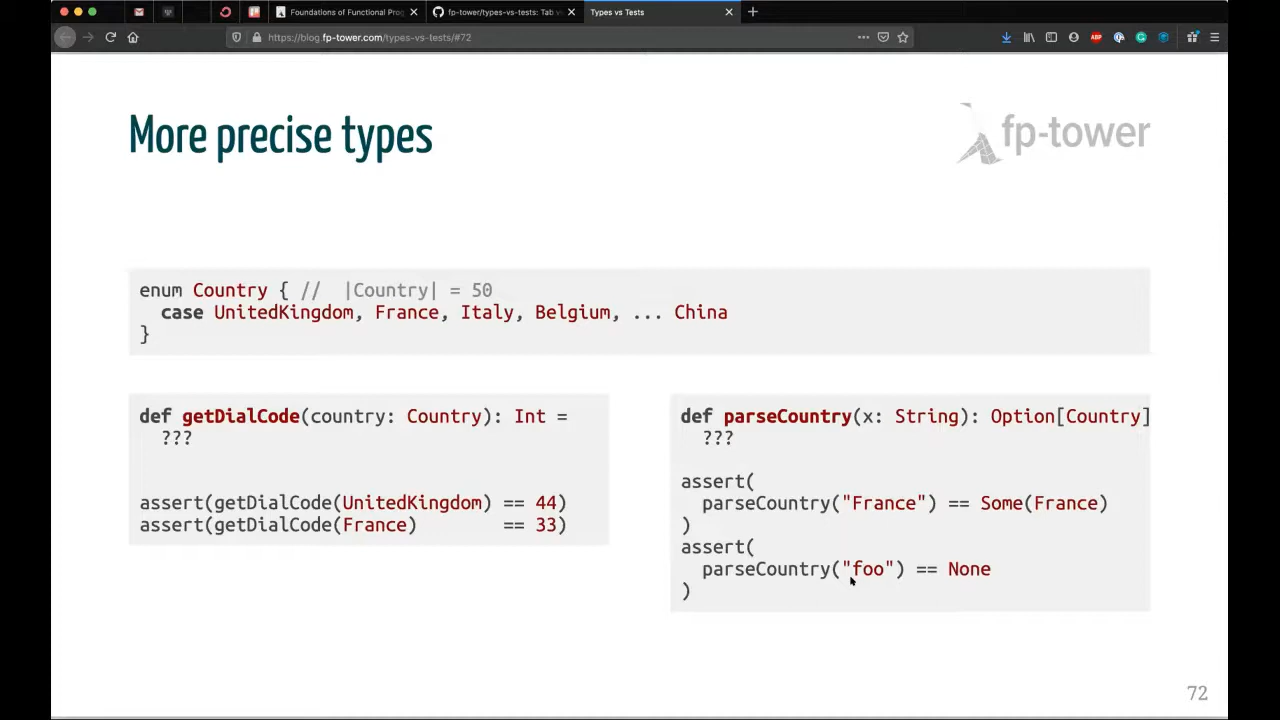 Foundations of Functional Prog
fp-tower/types-vs-tests: Tab v
Types Vs Tests
https://blog.fp-tower.com/types-vs-tests/#72
ABP
More precise types
fp-tower
enum Country { // |Country| = 50
case UnitedKingdom, France, Italy, Belgium, ... China
}
def getDialCode(country: Country): Int =
???
assert(getDialCode(UnitedKingdom) == 44)
assert(getDialCode(France) == 33)
def parseCountry(x: String): Option[Country]
???
assert(
parseCountry("France") == Some(France)
)
assert(
parseCountry("foo") == None
)
72